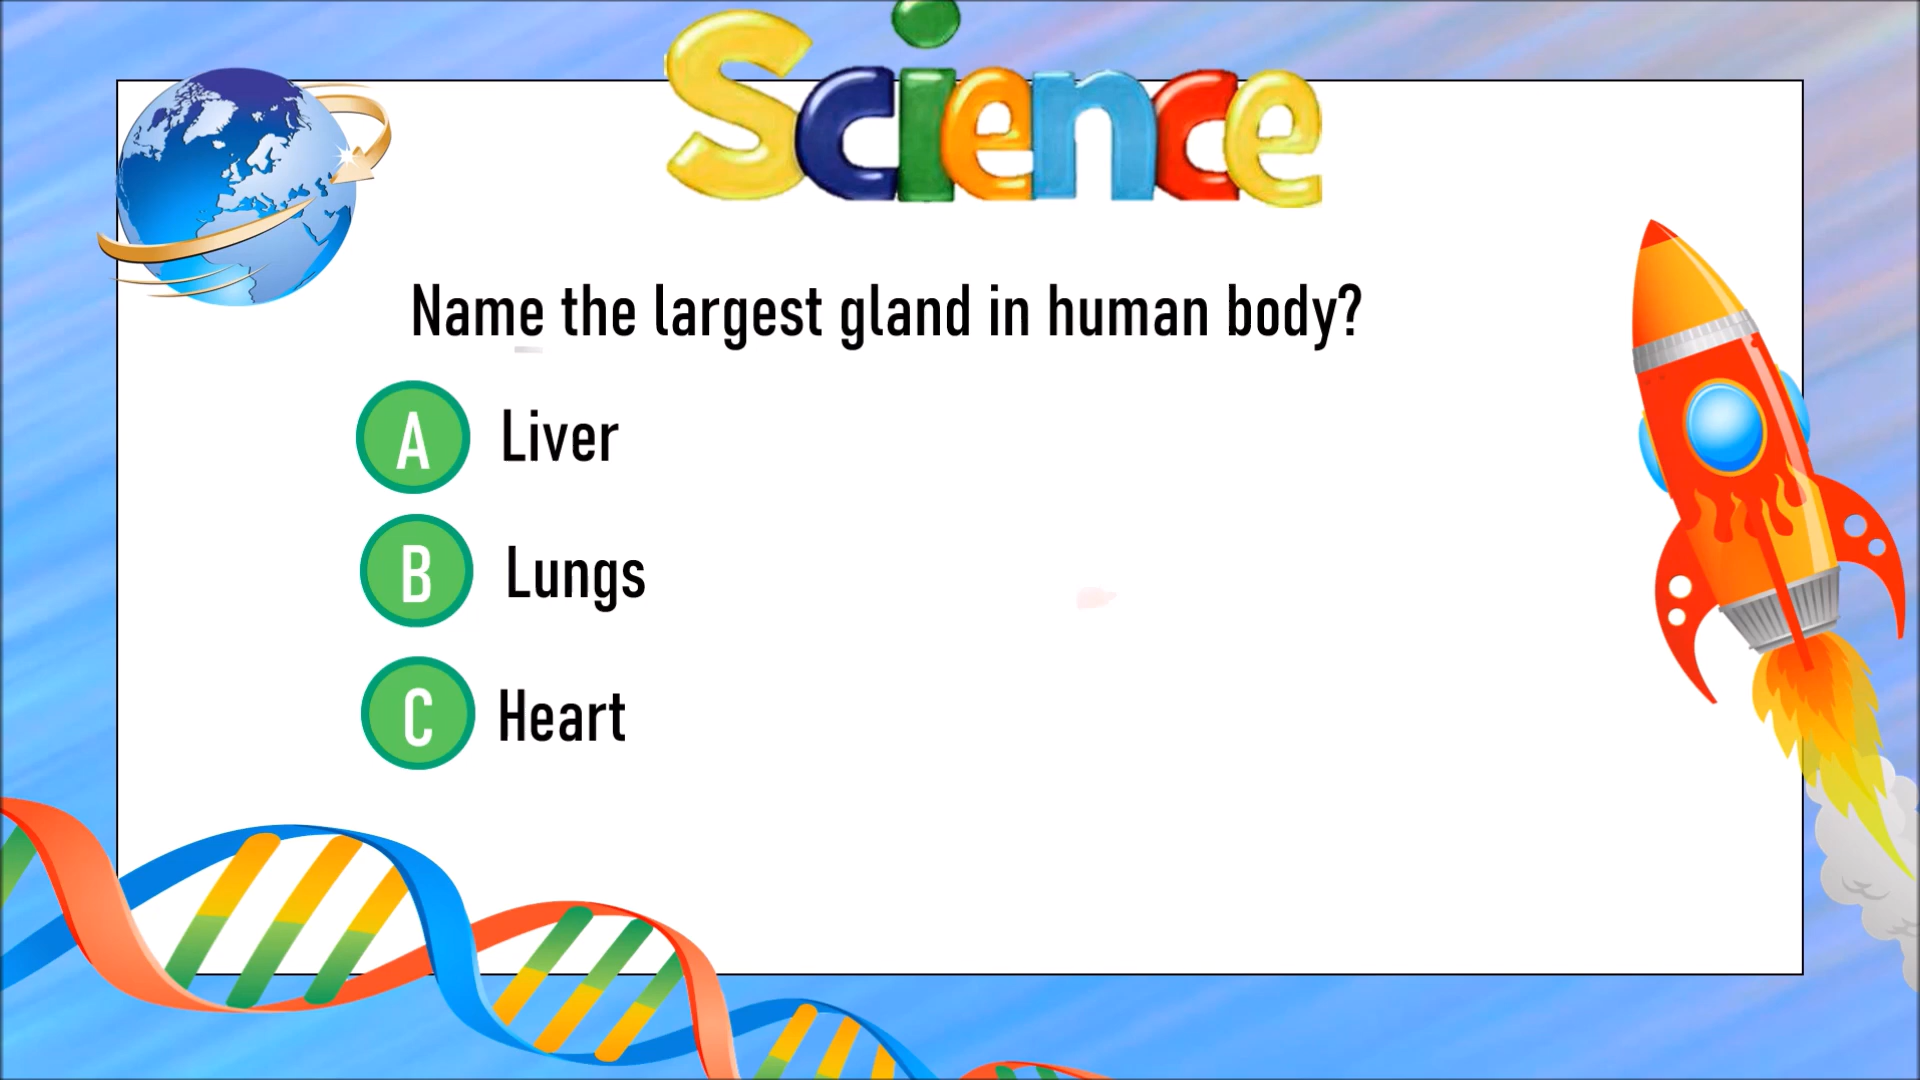 Science
Name the largest gland in human body?
A Liver
B Lungs
C Heart